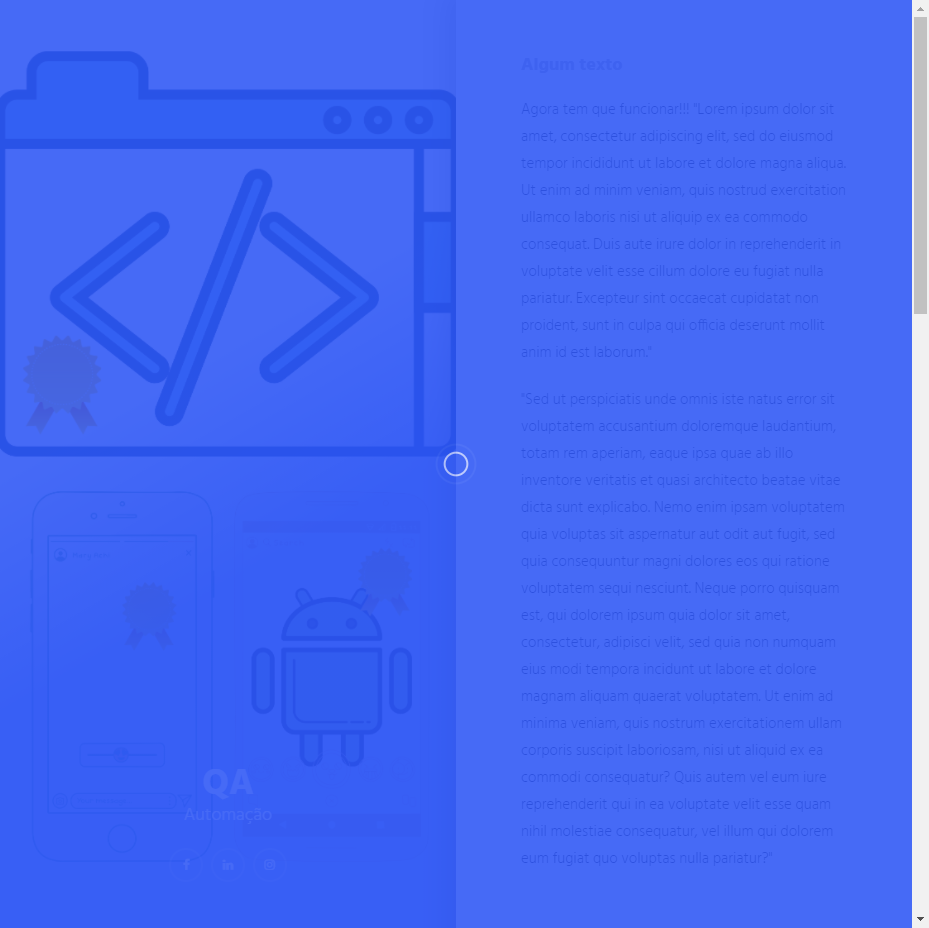 Algum texto
Agora tem que funcionar!!! "Lorem ipsum dolor sit
amet, consectetur adipiscing elit, sed do eiusmod
tempor incididunt ut labore et dolore magna aliqua.
Ut enim ad minim veniam, quis nostrud exercitation
ullamco laboris nisi ut aliquip ex ea commodo
consequat. Duis aute irure dolor in reprehenderit in
voluptate velit esse cillum dolore eu fugiat nulla
pariatur. Excepteur sint occaecat cupidatat non
proident, sunt in culpa qui officia deserunt mollit
anim id est laborum."
"Sed ut perspiciatis unde omnis iste natus error sit
voluptatem accusantium doloremque laudantium,
totam rem aperiam, eaque ipsa quae ab illo
inventore veritatis et quasi architecto beatae vitae
dicta sunt explicabo. Nemo enim ipsam voluptatem
quia voluptas sit aspernatur aut odit aut fugit, sed
quia consequuntur magni dolores eos qui ratione
voluptatem sequi nesciunt. Neque porro quisquam
est, qui dolorem ipsum quia dolor sit amet,
consectetur, adipisci velit, sed quia non numquam
eius modi tempora incidunt ut labore et dolore
magnam aliquam quaerat voluptatem. Ut enim ad
minima veniam, quis nostrum exercitationem ullam
corporis suscipit laboriosam, nisi ut aliquid ex ea
commodi consequatur? Quis autem vel eum iure
reprehenderit qui in ea voluptate velit esse quam
nihil molestiae consequatur, vel illum qui dolorem
eum fugiat quo voluptas nulla pariatur?"
QA
Automação